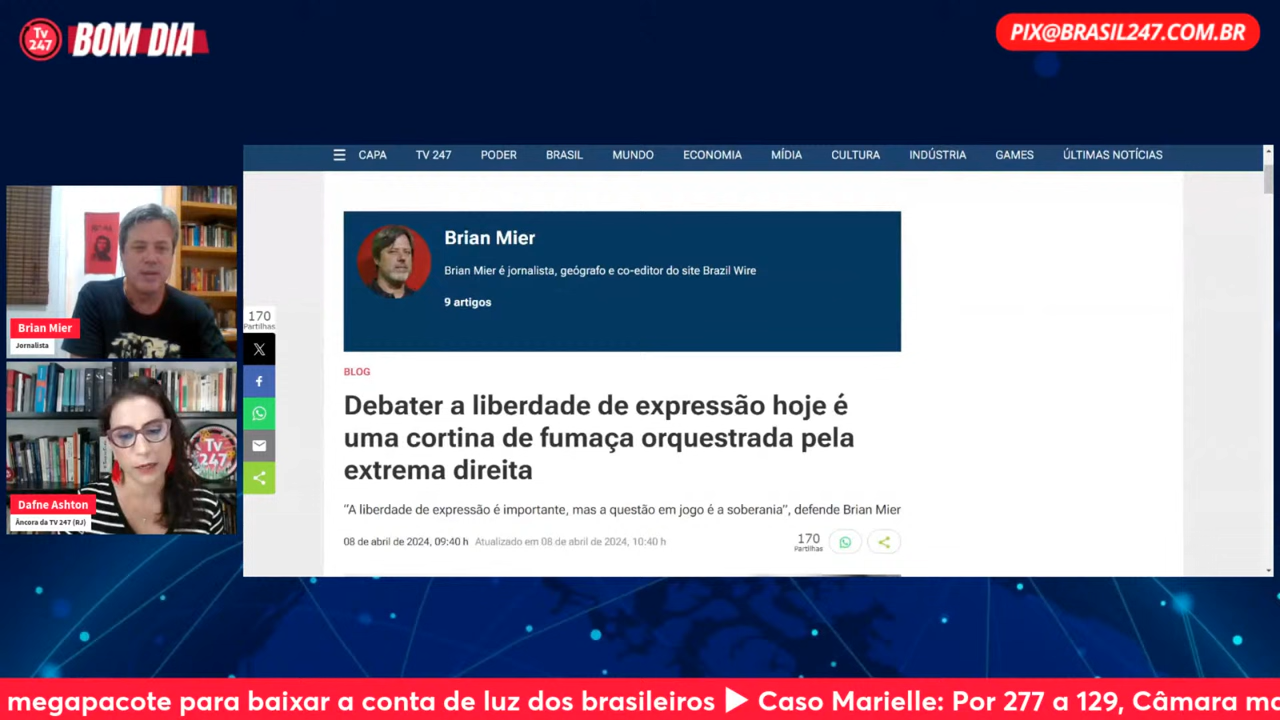 Tv 247 BOM DIA
PIX@BRASIL247.COM.BR
☰ CAPA TV 247 PODER BRASIL MUNDO ECONOMIA MÍDIA CULTURA INDÚSTRIA GAMES ÚLTIMAS NOTÍCIAS
Brian Mier
Brian Mier é jornalista, geógrafo e co-editor do site Brazil Wire
9 artigos
Brian Mier
Jornalista
170
Partilhas
BLOG
Debater a liberdade de expressão hoje é
uma cortina de fumaça orquestrada pela
extrema direita
"A liberdade de expressão é importante, mas a questão em jogo é a soberania", defende Brian Mier
08 de abril de 2024, 09:40 h Atualizado em 08 de abril de 2024, 10:40 h
170
Partilhas
Tv
247
Dafne Ashton
Âncora da TV 247 (RJ)
megapacote para baixar a conta de luz dos brasileiros ▶ Caso Marielle: Por 277 a 129, Câmara ma